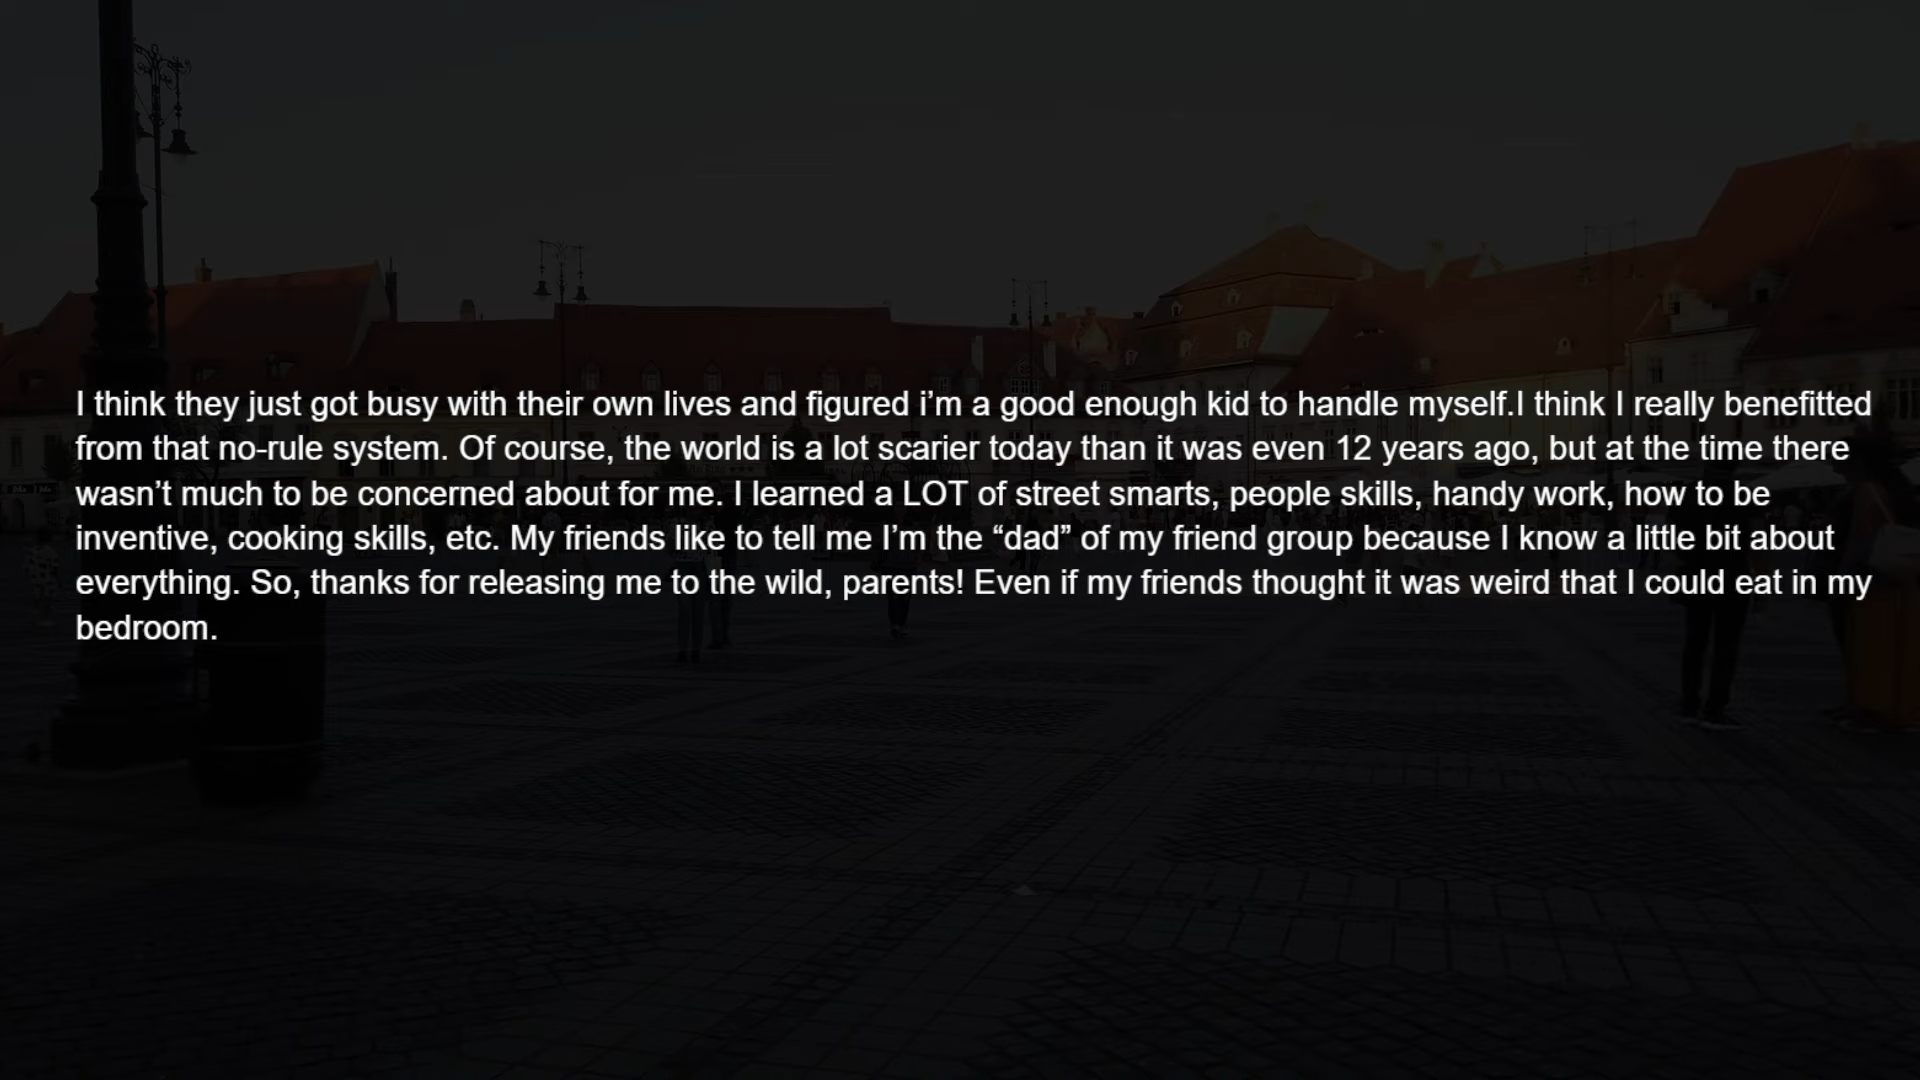 I think they just got busy with their own lives and figured i’m a good enough kid to handle myself.I think I really benefitted
from that no-rule system. Of course, the world is a lot scarier today than it was even 12 years ago, but at the time there
wasn’t much to be concerned about for me. I learned a LOT of street smarts, people skills, handy work, how to be
inventive, cooking skills, etc. My friends like to tell me I’m the “dad” of my friend group because I know a little bit about
everything. So, thanks for releasing me to the wild, parents! Even if my friends thought it was weird that I could eat in my
bedroom.